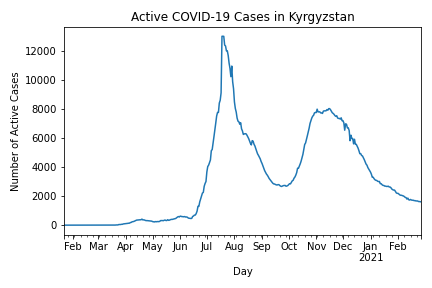 Active COVID-19 Cases in Kyrgyzstan
Number of Active Cases
12000
10000
8000
6000
4000
2000
0
Feb Mar Apr May Jun Jul Aug Sep Oct Nov Dec Jan Feb
2021
Day